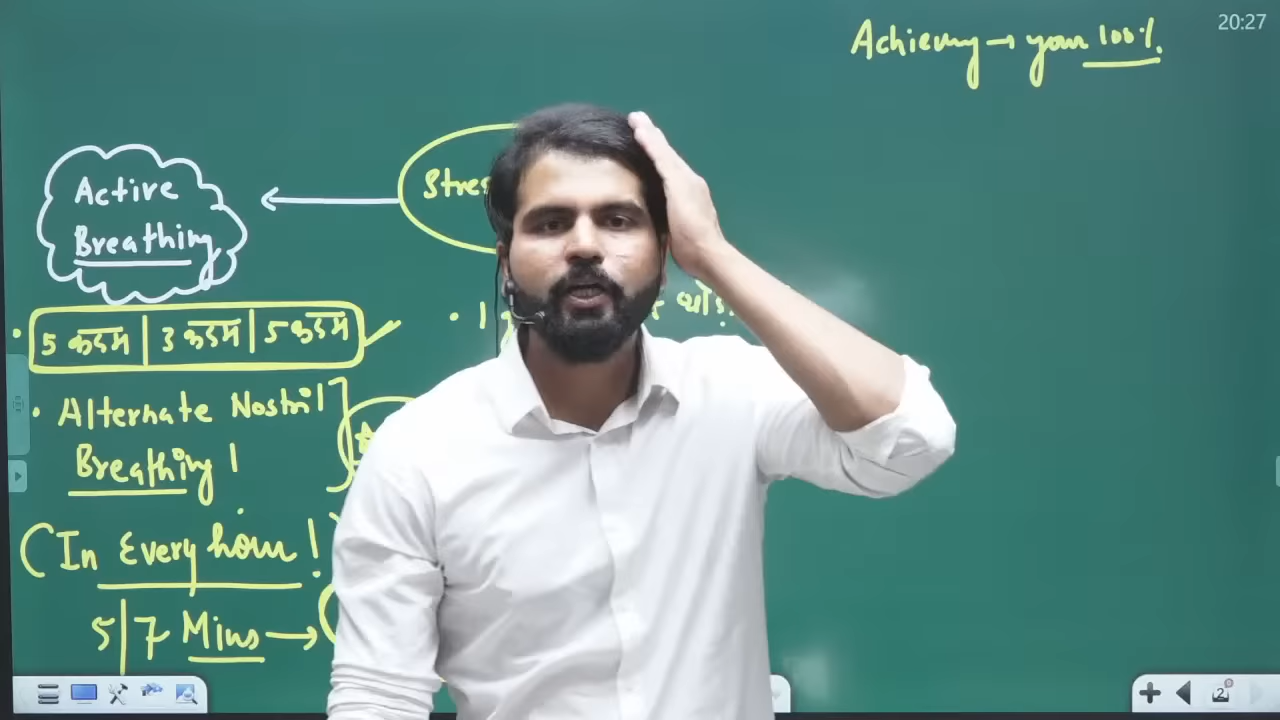 20:27
Achieving → your 100%
Active
Breathing
5 कदम | 3 कदम | 5 कदम
• Alternate Nostril
Breathing !
(In Every hour !
5/7 Mins →
2